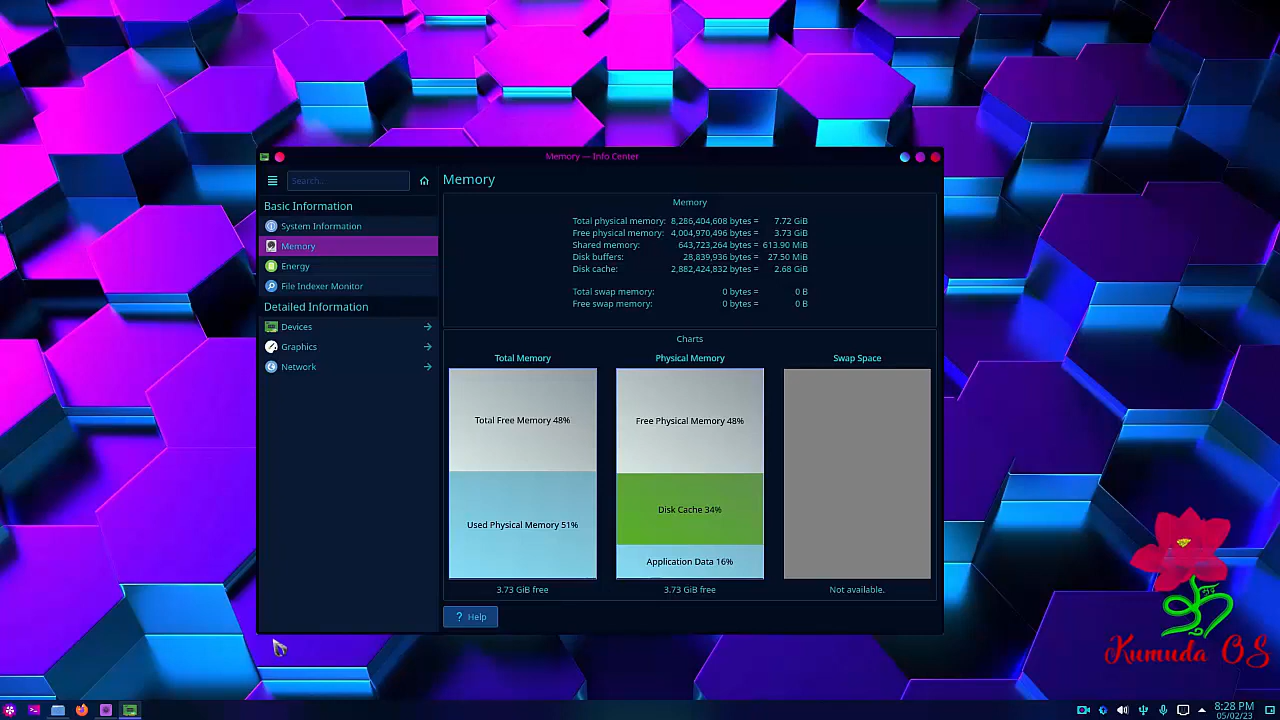 Memory — Info Center
Search...
Basic Information
System Information
Memory
Energy
File Indexer Monitor
Detailed Information
Devices
Graphics
Network
Memory
Memory
Total physical memory: 8,286,404,608 bytes = 7.72 GiB
Free physical memory: 4,004,970,496 bytes = 3.73 GiB
Shared memory: 643,723,264 bytes = 613.90 MiB
Disk buffers: 28,839,936 bytes = 27.50 MiB
Disk cache: 2,882,424,832 bytes = 2.68 GiB
Total swap memory: 0 bytes = 0 B
Free swap memory: 0 bytes = 0 B
Charts
Total Memory Physical Memory Swap Space
Total Free Memory 48% Free Physical Memory 48%
Disk Cache 34%
Used Physical Memory 51%
Application Data 16%
3.73 GiB free 3.73 GiB free Not available.
? Help
Kumuda OS
8:28 PM
05/02/23